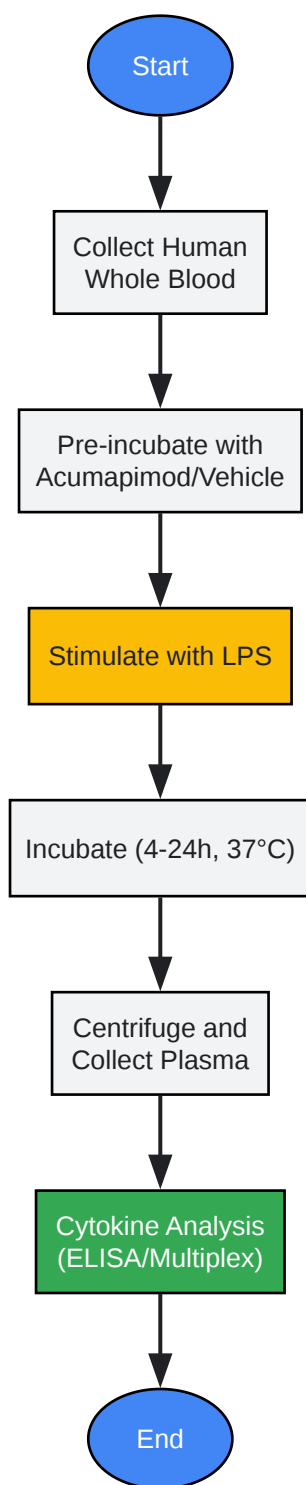 Start
Collect Human
Whole Blood
Pre-incubate with
Acumapimod/Vehicle
Stimulate with LPS
Incubate (4-24h, 37°C)
Centrifuge and
Collect Plasma
Cytokine Analysis
(ELISA/Multiplex)
End